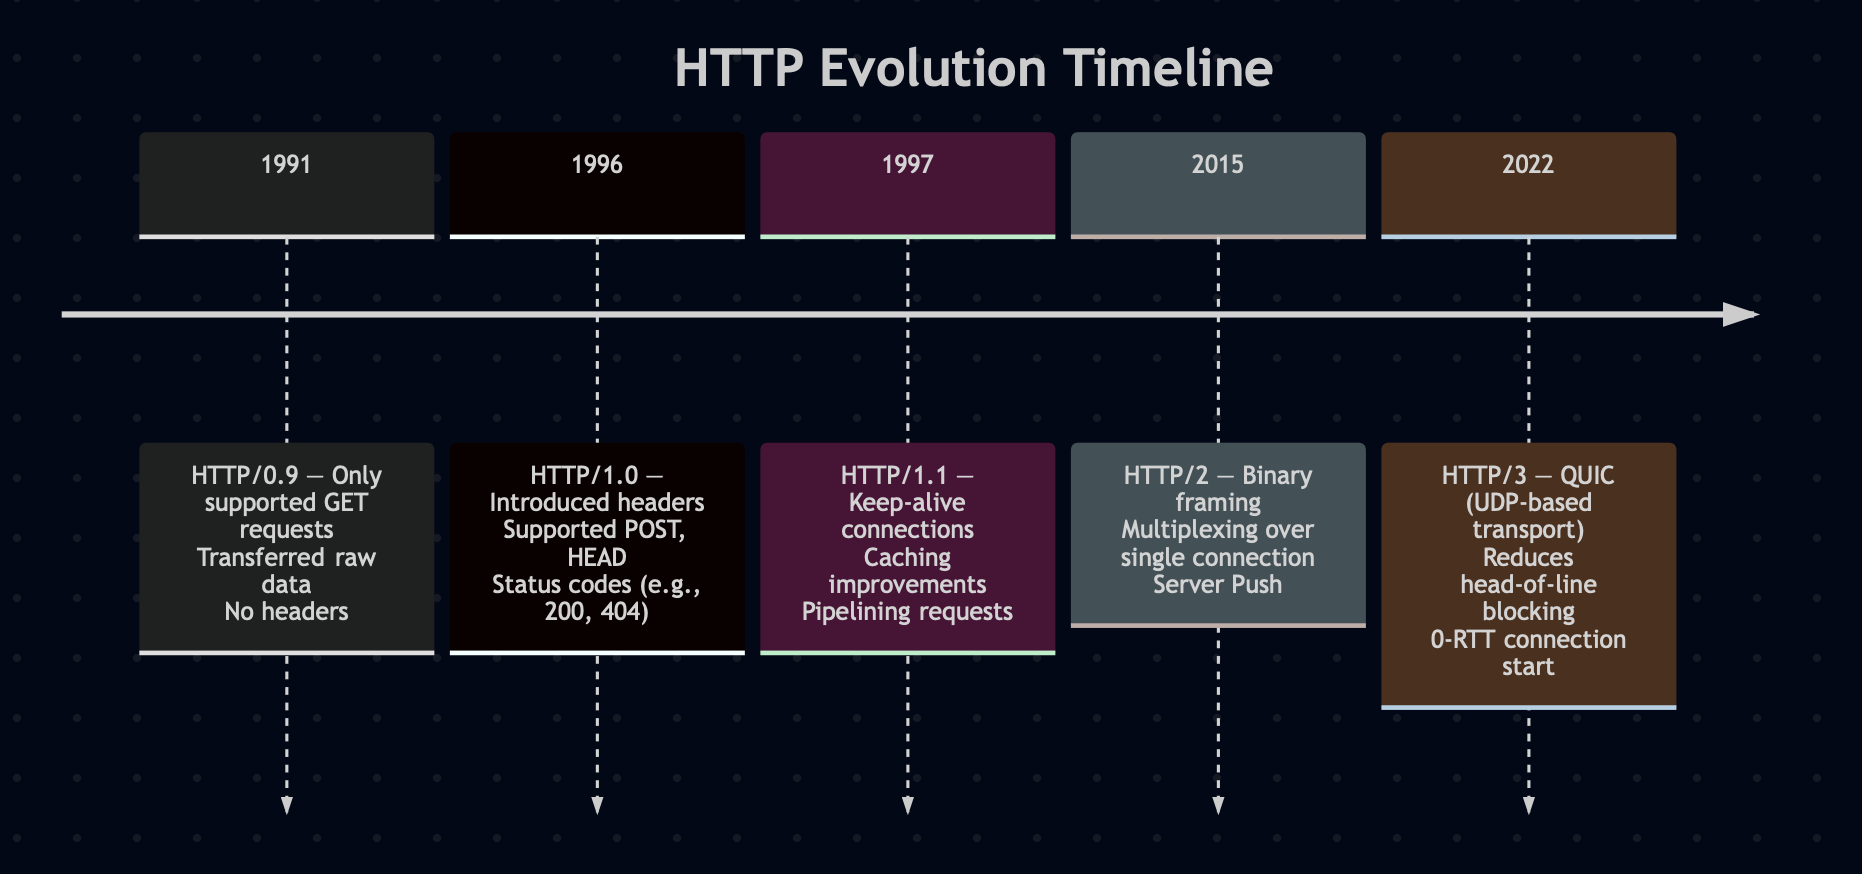 HTTP Evolution Timeline
1991
1996
1997
2015
2022
HTTP/0.9 — Only
supported GET
requests
Transferred raw
data
No headers
HTTP/1.0 —
Introduced headers
Supported POST,
HEAD
Status codes (e.g.,
200, 404)
HTTP/1.1 —
Keep-alive
connections
Caching
improvements
Pipelining requests
HTTP/2 — Binary
framing
Multiplexing over
single connection
Server Push
HTTP/3 — QUIC
(UDP-based
transport)
Reduces
head-of-line
blocking
0-RTT connection
start